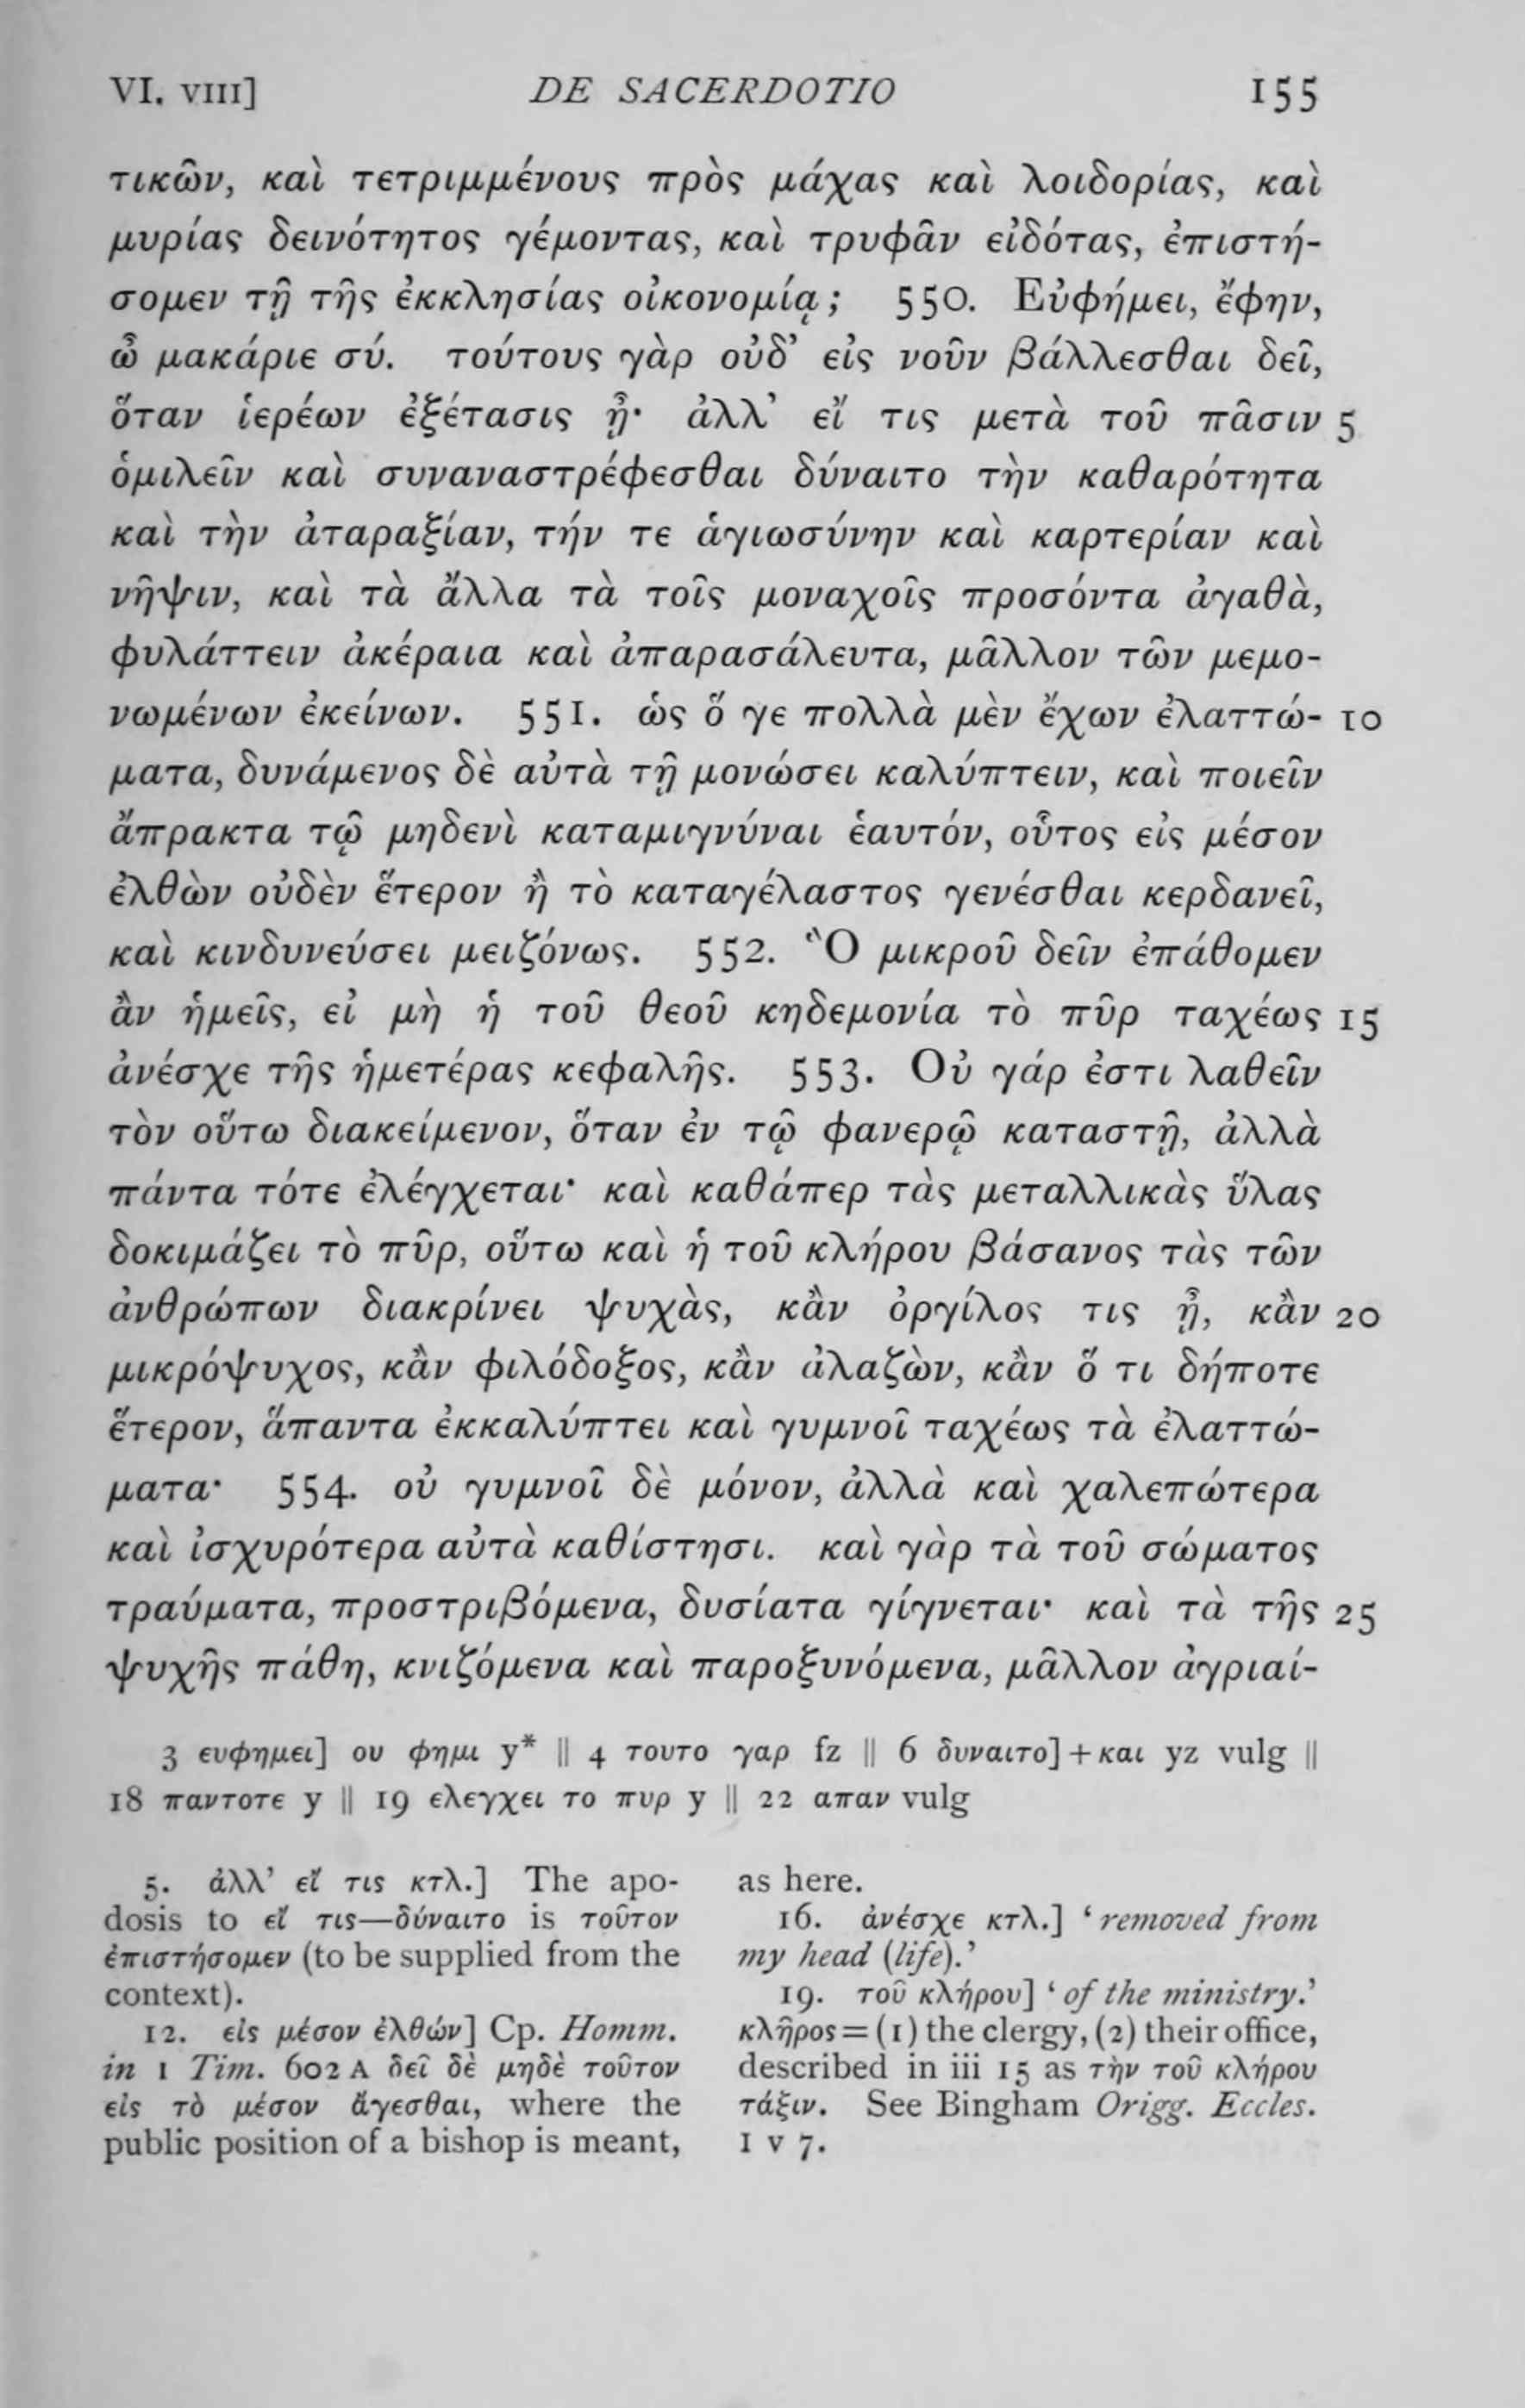 VI. VIII] DE SACERDOTIO 155
τικῶν, καὶ τετριμμένους πρὸς μάχας καὶ λοιδορίας, καὶ
μυρίας δεινότητος γέμοντας, καὶ τρυφᾶν εἰδότας, ἐπιστή-
σομεν τῇ τῆς ἐκκλησίας οἰκονομίᾳ; 550. Εὐφήμει, ἔφην,
ὦ μακάριε σύ. τούτους γὰρ οὐδ’ εἰς νοῦν βάλλεσθαι δεῖ,
ὅταν ἱερέων ἐξέτασις ᾖ· ἀλλ’ εἴ τις μετὰ τοῦ πᾶσιν 5
ὁμιλεῖν καὶ συναναστρέφεσθαι δύναιτο τὴν καθαρότητα
καὶ τὴν ἀταραξίαν, τήν τε ἁγιωσύνην καὶ καρτερίαν καὶ
νῆψιν, καὶ τὰ ἄλλα τὰ τοῖς μοναχοῖς προσόντα ἀγαθὰ,
φυλάττειν ἀκέραια καὶ ἀπαρασάλευτα, μᾶλλον τῶν μεμο-
νωμένων ἐκείνων. 551. ὡς ὅ γε πολλὰ μὲν ἔχων ἐλαττώ- 10
ματα, δυνάμενος δὲ αὐτὰ τῇ μονώσει καλύπτειν, καὶ ποιεῖν
ἄπρακτα τῷ μηδενὶ καταμιγνύναι ἑαυτόν, οὗτος εἰς μέσον
ἐλθὼν οὐδὲν ἕτερον ἢ τὸ καταγέλαστος γενέσθαι κερδανεῖ,
καὶ κινδυνεύσει μειζόνως. 552. Ὃ μικροῦ δεῖν ἐπάθομεν
ἂν ἡμεῖς, εἰ μὴ ἡ τοῦ θεοῦ κηδεμονία τὸ πῦρ ταχέως 15
ἀνέσχε τῆς ἡμετέρας κεφαλῆς. 553. Οὐ γάρ ἐστι λαθεῖν
τὸν οὕτω διακείμενον, ὅταν ἐν τῷ φανερῷ καταστῇ, ἀλλὰ
πάντα τότε ἐλέγχεται· καὶ καθάπερ τὰς μεταλλικὰς ὕλας
δοκιμάζει τὸ πῦρ, οὕτω καὶ ἡ τοῦ κλήρου βάσανος τὰς τῶν
ἀνθρώπων διακρίνει ψυχὰς, κἂν ὀργίλος τις ᾖ, κἂν 20
μικρόψυχος, κἂν φιλόδοξος, κἂν ἀλαζὼν, κἂν ὅ τι δήποτε
ἕτερον, ἅπαντα ἐκκαλύπτει καὶ γυμνοῖ ταχέως τὰ ἐλαττώ-
ματα· 554. οὐ γυμνοῖ δὲ μόνον, ἀλλὰ καὶ χαλεπώτερα
καὶ ἰσχυρότερα αὐτὰ καθίστησι. καὶ γὰρ τὰ τοῦ σώματος
τραύματα, προστριβόμενα, δυσίατα γίγνεται· καὶ τὰ τῆς 25
ψυχῆς πάθη, κνιζόμενα καὶ παροξυνόμενα, μᾶλλον ἀγριαί-
3 ευφημει] ου φημι y* || 4 τουτο γαρ fz || 6 δυναιτο] + και yz vulg ||
18 παντοτε y || 19 ελεγχει το πυρ y || 22 απαν vulg
5. ἀλλ’ εἴ τις κτλ.] The apo-
dosis to εἴ τις—δύναιτο is τοῦτον
ἐπιστήσομεν (to be supplied from the
context).
12. εἰς μέσον ἐλθών] Cp. Homm.
in 1 Tim. 602 A δεῖ δὲ μηδὲ τοῦτον
εἰς τὸ μέσον ἄγεσθαι, where the
public position of a bishop is meant,
as here.
16. ἀνέσχε κτλ.] ‘removed from
my head (life).’
19. τοῦ κλήρου] ‘of the ministry.’
κλῆρος = (1) the clergy, (2) their office,
described in iii 15 as τὴν τοῦ κλήρου
τάξιν. See Bingham Origg. Eccles.
I v 7.